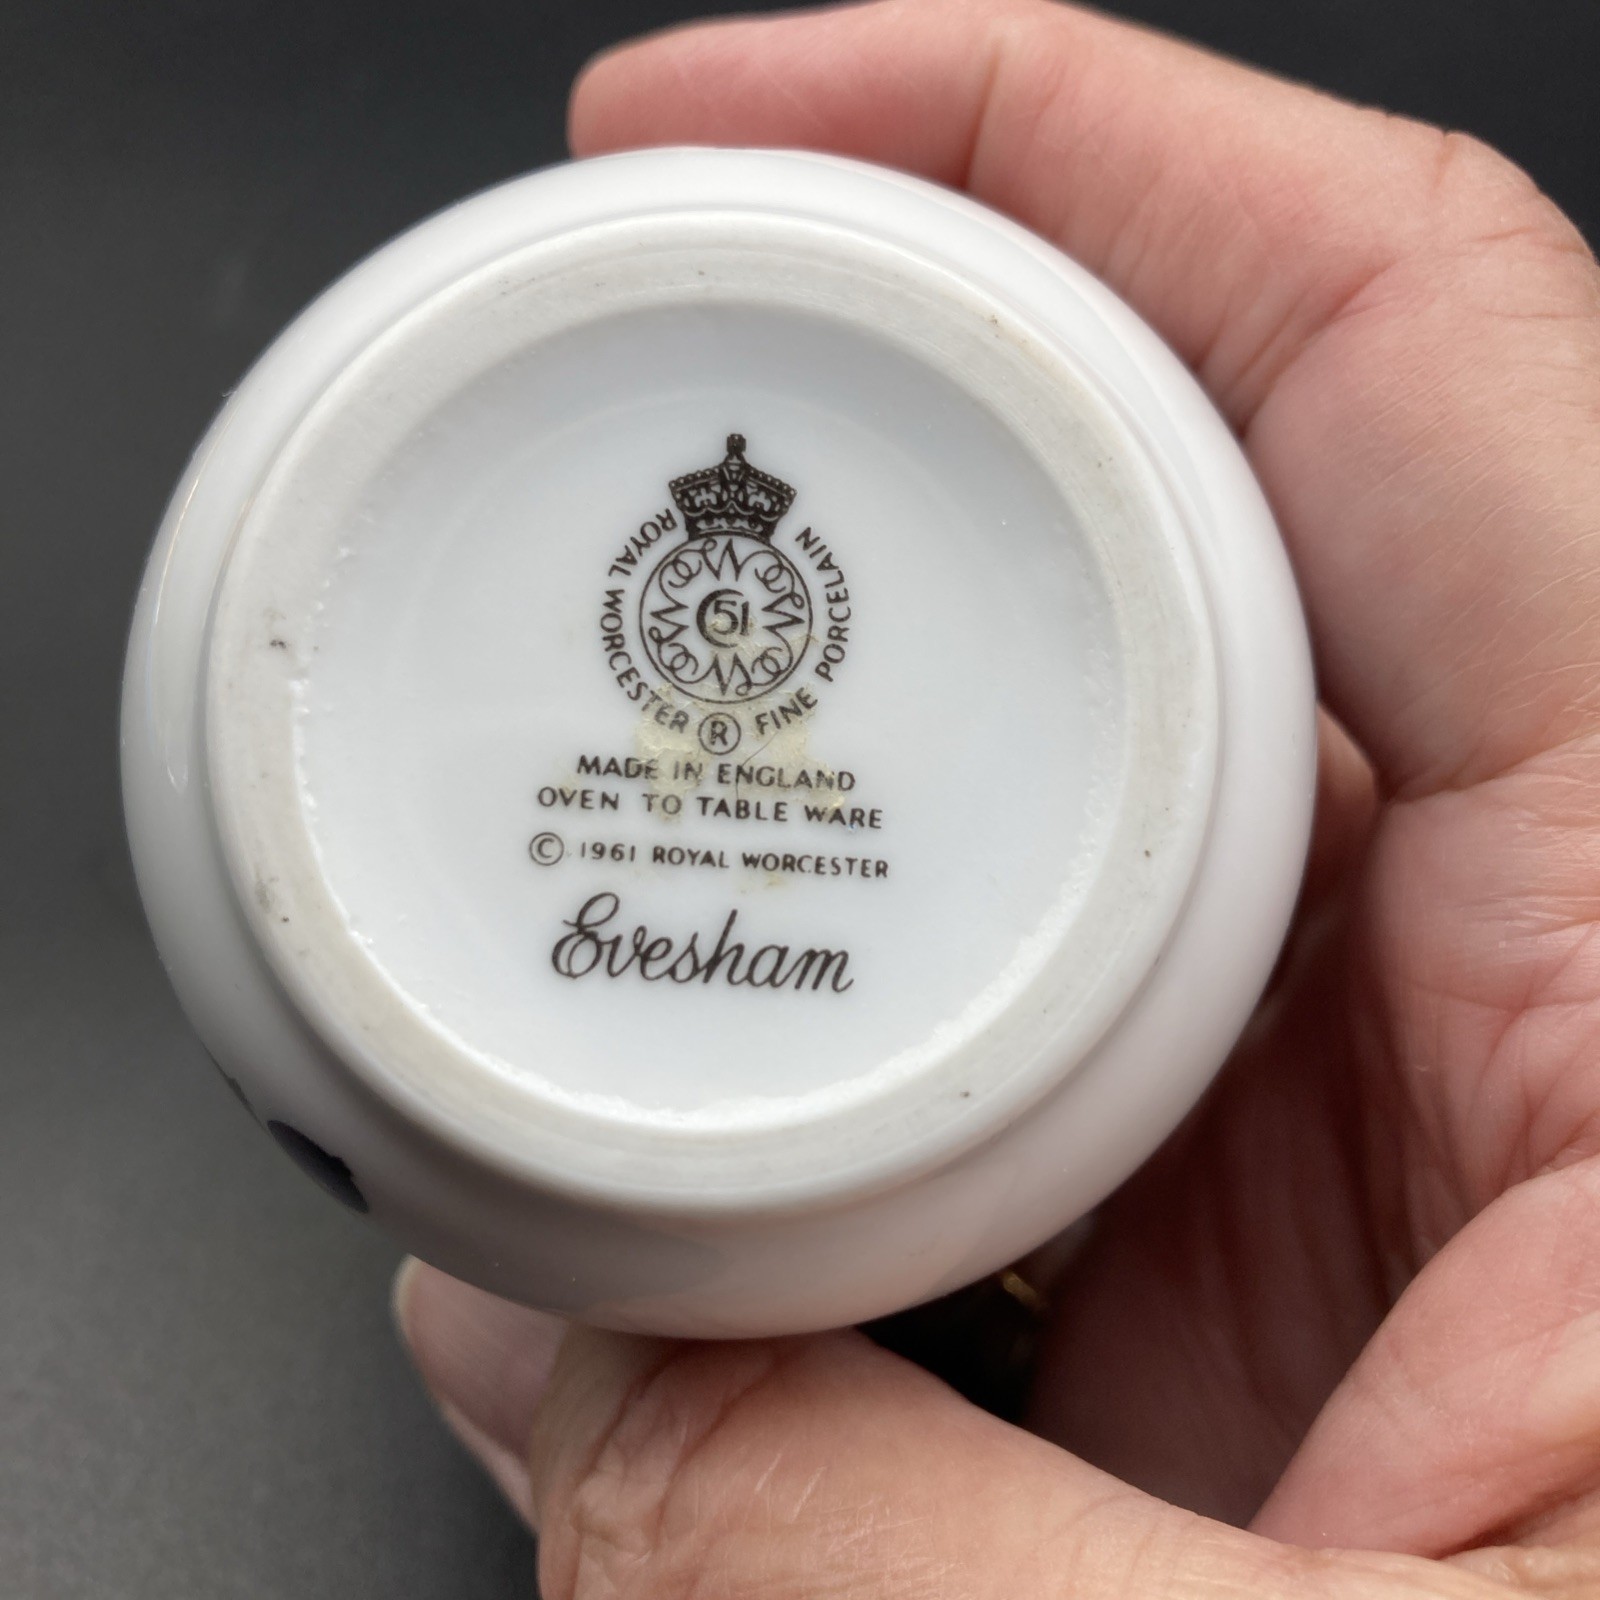 ROYAL WORCESTER ® FINE PORCELAIN
51
MADE IN ENGLAND
OVEN TO TABLE WARE
© 1961 ROYAL WORCESTER
Evesham